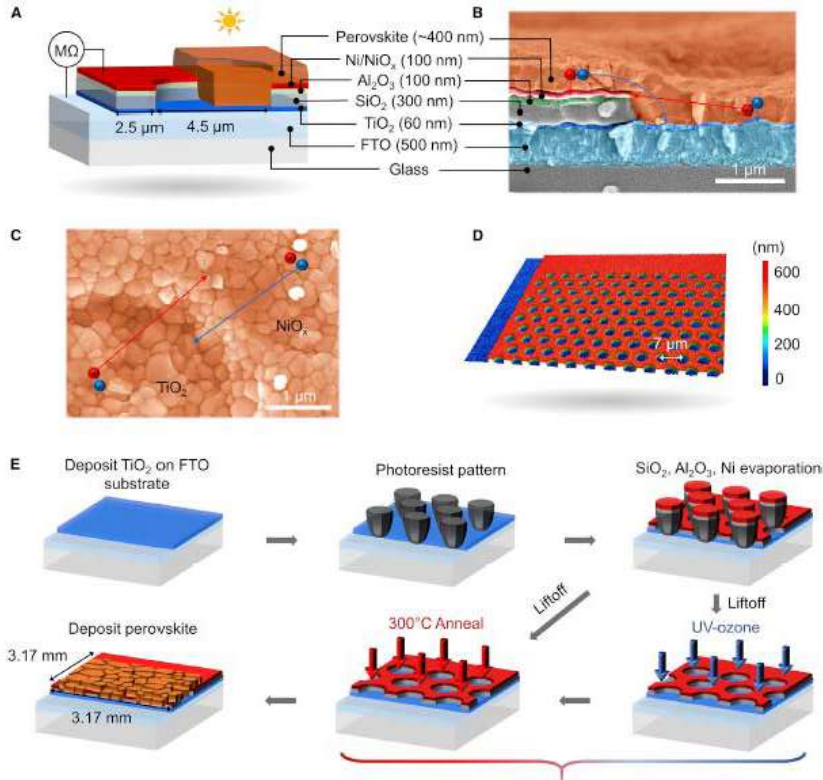 A
MΩ
2.5 μm
4.5 μm
Perovskite (~400 nm)
Ni/NiOₓ (100 nm)
Al₂O₃ (100 nm)
SiO₂ (300 nm)
TiO₂ (60 nm)
FTO (500 nm)
Glass
B
1 μm
C
NiOₓ
TiO₂
1 μm
D
(nm)
600
400
200
0
7 μm
E
Deposit TiO₂ on FTO
substrate
Photoresist pattern
SiO₂, Al₂O₃, Ni evaporation
Liftoff
Liftoff
Deposit perovskite
3.17 mm
3.17 mm
300°C Anneal
UV-ozone